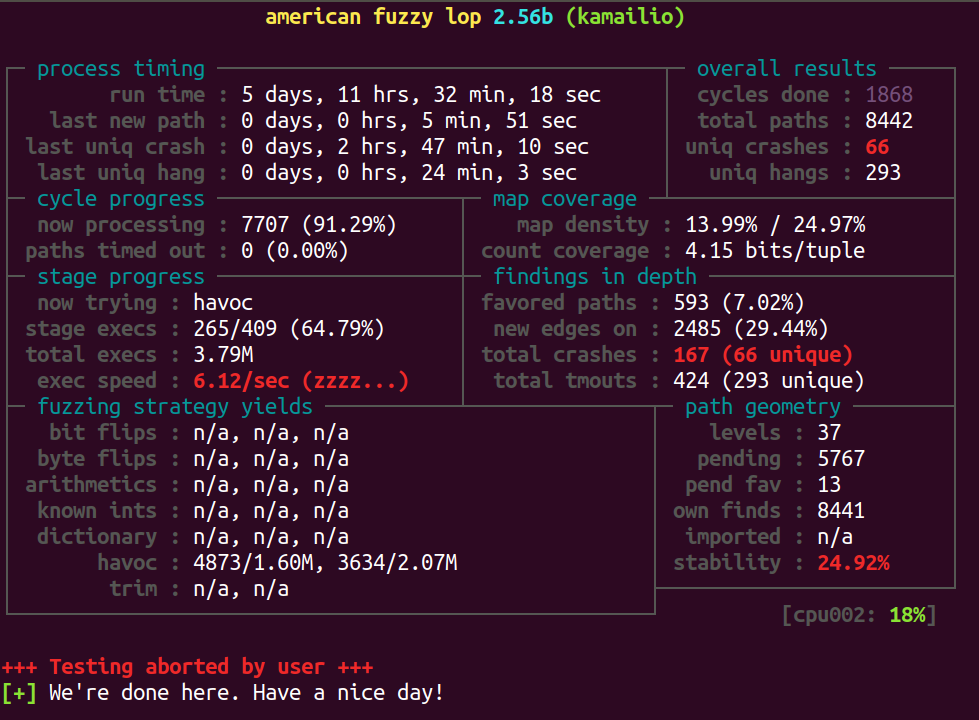 american fuzzy lop 2.56b (kamailio)
process timing
run time : 5 days, 11 hrs, 32 min, 18 sec
last new path : 0 days, 0 hrs, 5 min, 51 sec
last uniq crash : 0 days, 2 hrs, 47 min, 10 sec
last uniq hang : 0 days, 0 hrs, 24 min, 3 sec
overall results
cycles done : 1868
total paths : 8442
uniq crashes : 66
uniq hangs : 293
cycle progress
now processing : 7707 (91.29%)
paths timed out : 0 (0.00%)
map coverage
map density : 13.99% / 24.97%
count coverage : 4.15 bits/tuple
stage progress
now trying : havoc
stage execs : 265/409 (64.79%)
total execs : 3.79M
exec speed : 6.12/sec (zzzz...)
findings in depth
favored paths : 593 (7.02%)
new edges on : 2485 (29.44%)
total crashes : 167 (66 unique)
total tmouts : 424 (293 unique)
fuzzing strategy yields
bit flips : n/a, n/a, n/a
byte flips : n/a, n/a, n/a
arithmetics : n/a, n/a, n/a
known ints : n/a, n/a, n/a
dictionary : n/a, n/a, n/a
havoc : 4873/1.60M, 3634/2.07M
trim : n/a, n/a
path geometry
levels : 37
pending : 5767
pend fav : 13
own finds : 8441
imported : n/a
stability : 24.92%
[cpu002: 18%]
+++ Testing aborted by user +++
[+] We're done here. Have a nice day!